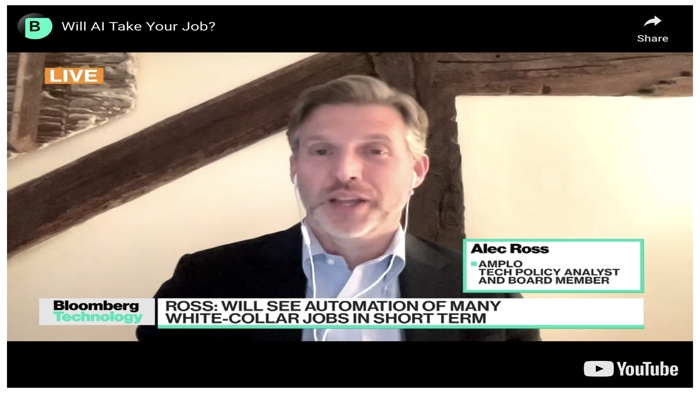 B
Will AI Take Your Job?
Share
LIVE
Alec Ross
AMPLO
TECH POLICY ANALYST
AND BOARD MEMBER
Bloomberg
Technology
ROSS: WILL SEE AUTOMATION OF MANY
WHITE-COLLAR JOBS IN SHORT TERM
YouTube